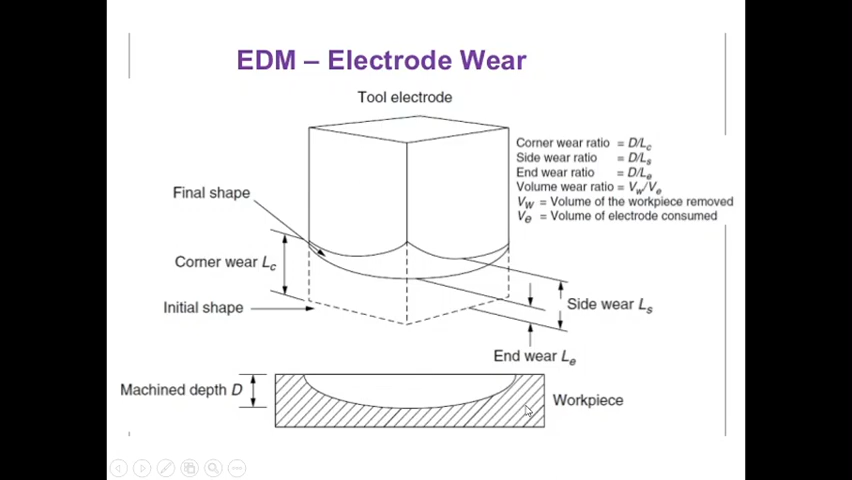 EDM – Electrode Wear
Tool electrode
Corner wear ratio = D/Lc
Side wear ratio = D/Ls
End wear ratio = D/Le
Volume wear ratio = Vw/Ve
Vw = Volume of the workpiece removed
Ve = Volume of electrode consumed
Final shape
Corner wear Lc
Initial shape
Side wear Ls
End wear Le
Machined depth D
Workpiece